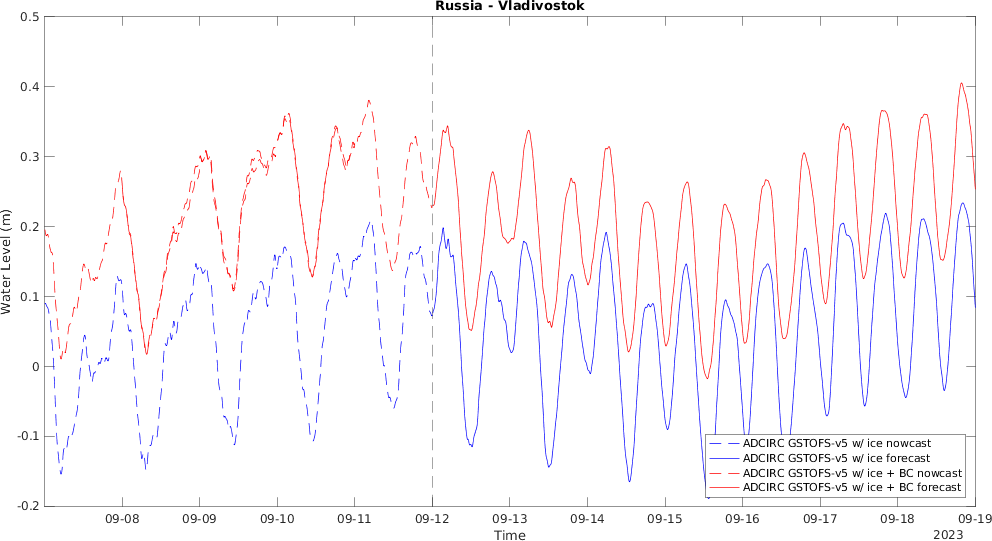 Russia - Vladivostok
0.5
0.4
0.3
0.2
0.1
0
-0.1
-0.2
Water Level (m)
ADCIRC GSTOFS-v5 w/ ice nowcast
ADCIRC GSTOFS-v5 w/ ice forecast
ADCIRC GSTOFS-v5 w/ ice + BC nowcast
ADCIRC GSTOFS-v5 w/ ice + BC forecast
09-08 09-09 09-10 09-11 09-12 09-13 09-14 09-15 09-16 09-17 09-18 09-19
Time
2023